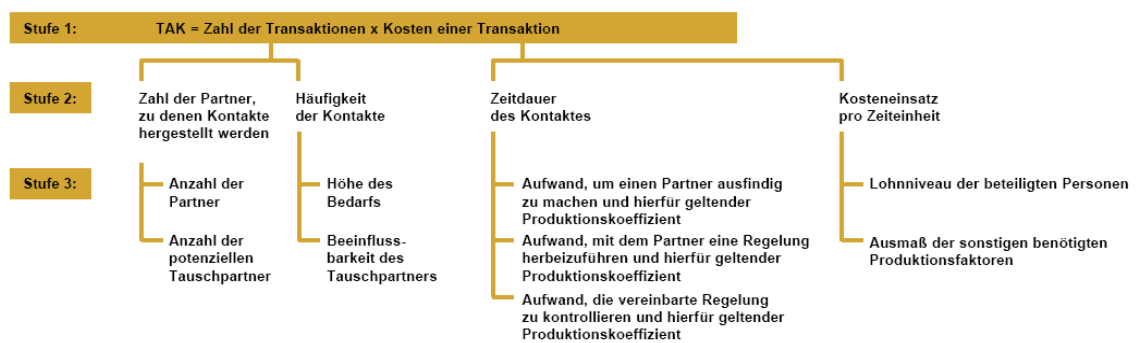 Stufe 1: TAK = Zahl der Transaktionen x Kosten einer Transaktion
Stufe 2:
Zahl der Partner,
zu denen Kontakte
hergestellt werden
Häufigkeit
der Kontakte
Zeitdauer
des Kontaktes
Kosteneinsatz
pro Zeiteinheit
Stufe 3:
Anzahl der
Partner
Anzahl der
potenziellen
Tauschpartner
Höhe des
Bedarfs
Beeinfluss-
barkeit des
Tauschpartners
Aufwand, um einen Partner ausfindig
zu machen und hierfür geltender
Produktionskoeffizient
Aufwand, mit dem Partner eine Regelung
herbeizuführen und hierfür geltender
Produktionskoeffizient
Aufwand, die vereinbarte Regelung
zu kontrollieren und hierfür geltender
Produktionskoeffizient
Lohnniveau der beteiligten Personen
Ausmaß der sonstigen benötigten
Produktionsfaktoren